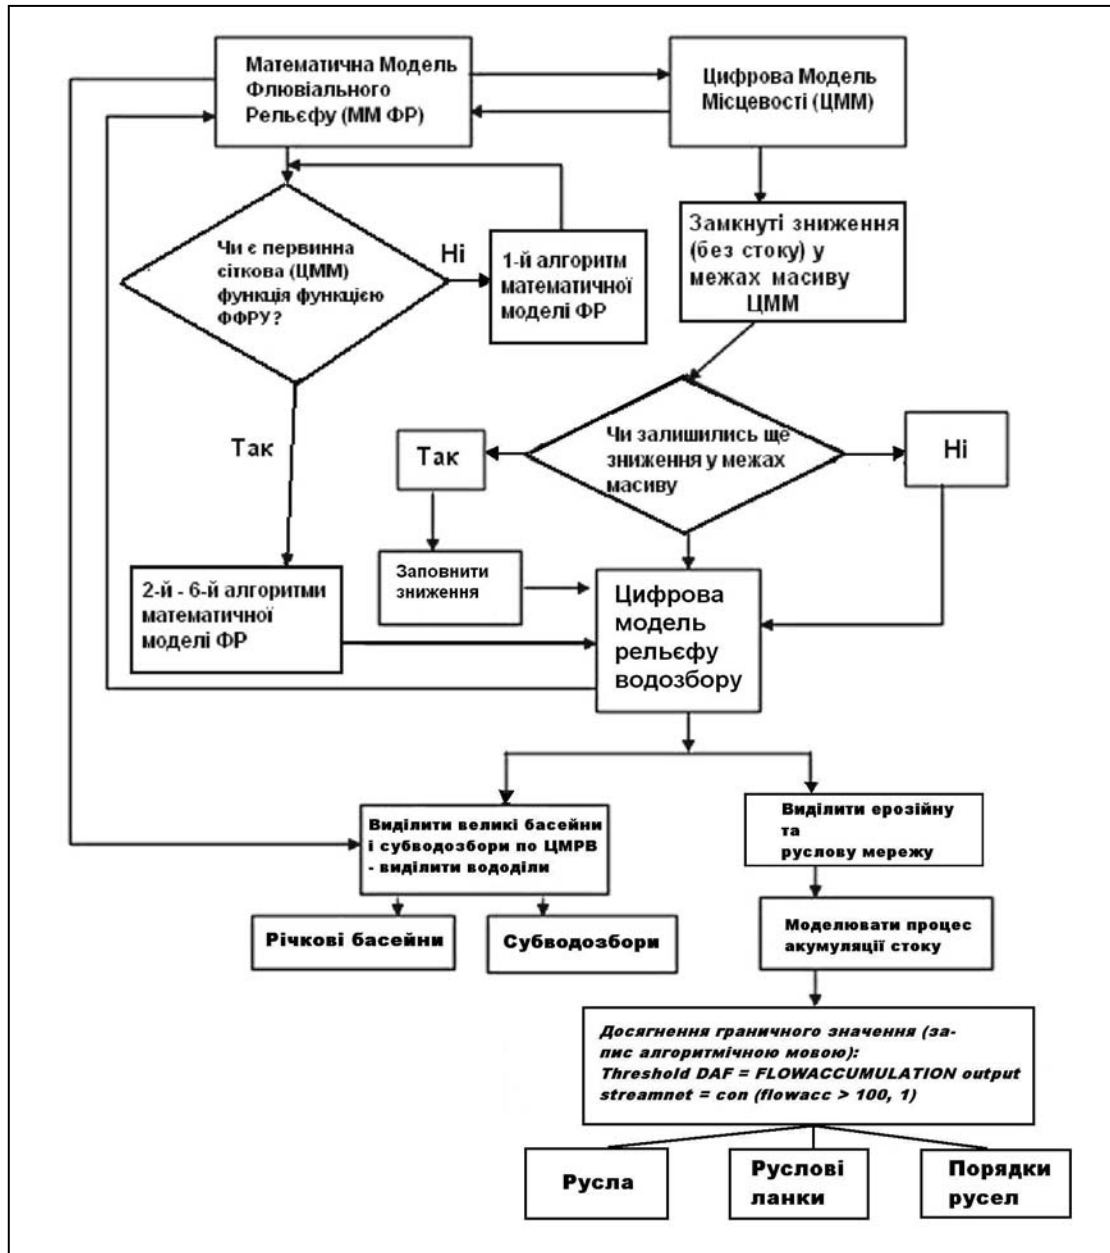 Математична Модель
Флювіального
Рельєфу (ММ ФР)
Цифрова Модель
Місцевості (ЦММ)
Чи є первинна
сіткова (ЦММ)
функція функцією
ФФРУ?
Ні
1-й алгоритм
математичної
моделі ФР
Замкнуті зниження
(без стоку) у
межах масиву
ЦММ
Так
Так
Чи залишились ще
зниження у межах
масиву
Ні
2-й - 6-й алгоритми
математичної
моделі ФР
Заповнити
зниження
Цифрова
модель
рельєфу
водозбору
Виділити великі басейни
і субводозбори по ЦМРВ
- виділити вододіли
Виділити ерозійну
та
руслову мережу
Річкові басейни
Субводозбори
Моделювати процес
акумуляції стоку
Досягнення граничного значення (за-
пис алгоритмічною мовою):
Threshold DAF = FLOWACCUMULATION output
streamnet = con (flowacc > 100, 1)
Русла
Руслові
ланки
Порядки
русел